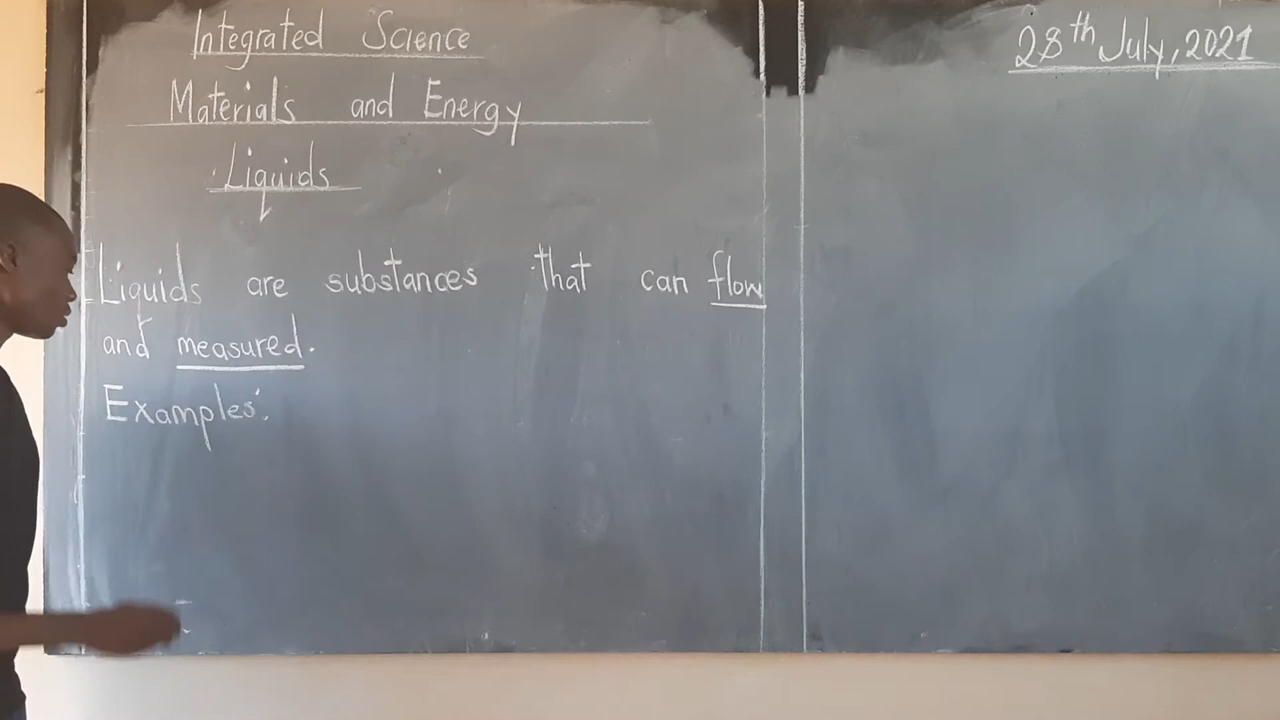 Integrated Science
28th July, 2021
Materials and Energy
Liquids
Liquids are substances that can flow
and measured.
Examples: